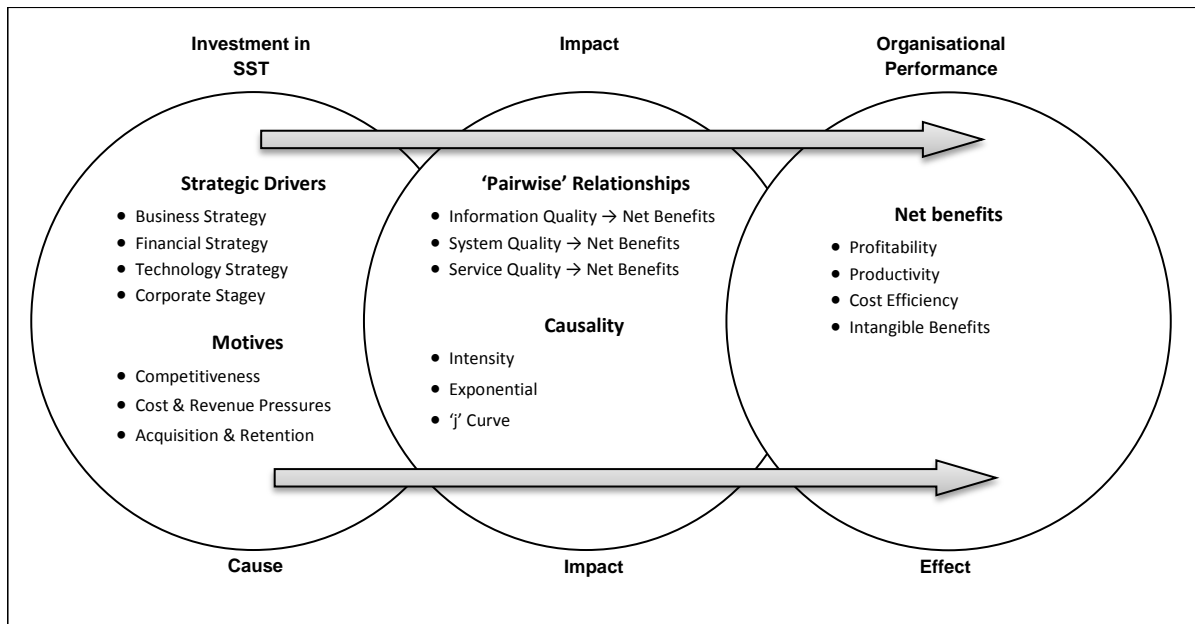 Investment in
SST
Impact
Organisational
Performance
Strategic Drivers
• Business Strategy
• Financial Strategy
• Technology Strategy
• Corporate Stagey
Motives
• Competitiveness
• Cost & Revenue Pressures
• Acquisition & Retention
‘Pairwise’ Relationships
• Information Quality → Net Benefits
• System Quality → Net Benefits
• Service Quality → Net Benefits
Causality
• Intensity
• Exponential
• ‘j’ Curve
Net benefits
• Profitability
• Productivity
• Cost Efficiency
• Intangible Benefits
Cause
Impact
Effect